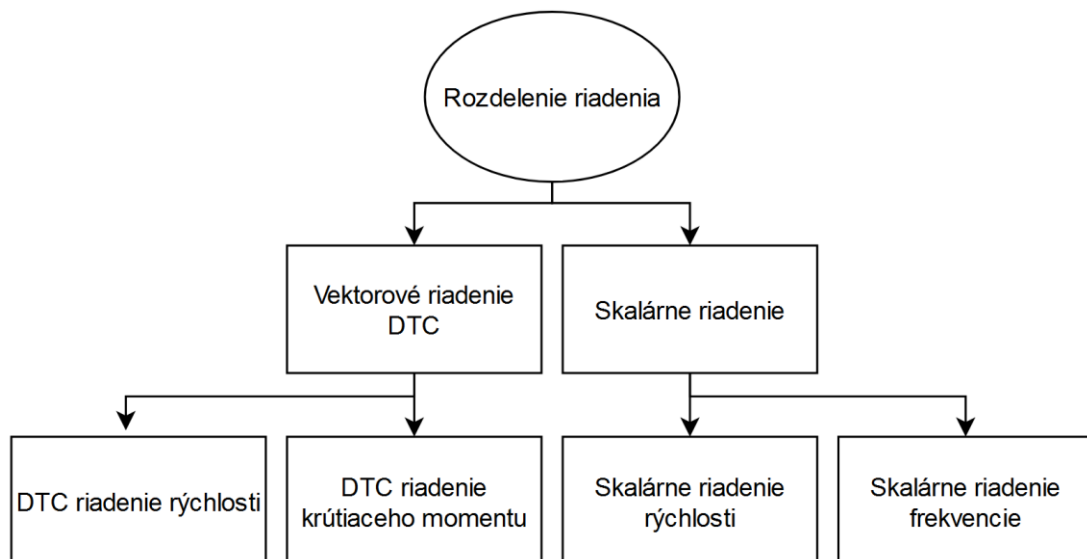 Rozdelenie riadenia
Vektorové riadenie
DTC
Skalárne riadenie
DTC riadenie rýchlosti
DTC riadenie
krútiaceho momentu
Skalárne riadenie
rýchlosti
Skalárne riadenie
frekvencie